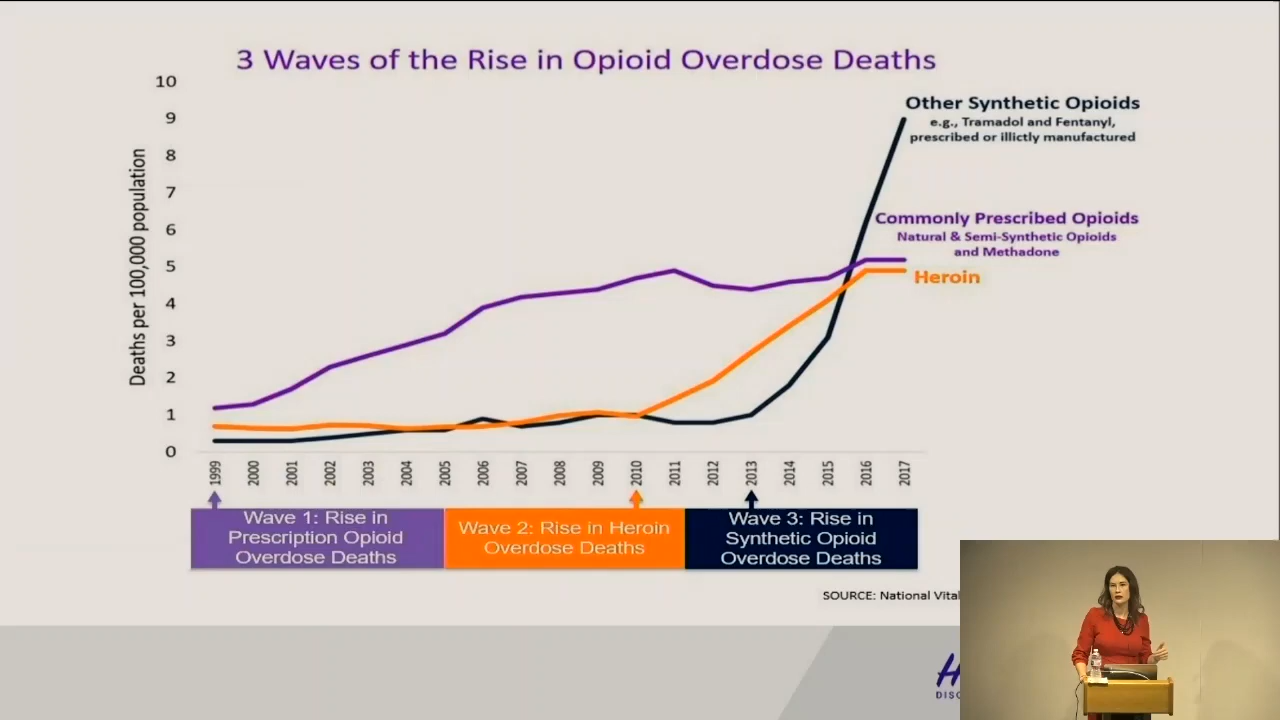 3 Waves of the Rise in Opioid Overdose Deaths
10
9
8
7
6
5
4
3
2
1
0
Deaths per 100,000 population
Other Synthetic Opioids
e.g., Tramadol and Fentanyl,
prescribed or illictly manufactured
Commonly Prescribed Opioids
Natural & Semi-Synthetic Opioids
and Methadone
Heroin
1999
2000
2001
2002
2003
2004
2005
2006
2007
2008
2009
2010
2011
2012
2013
2014
2015
2016
2017
Wave 1: Rise in
Prescription Opioid
Overdose Deaths
Wave 2: Rise in Heroin
Overdose Deaths
Wave 3: Rise in
Synthetic Opioid
Overdose Deaths
SOURCE: National Vital